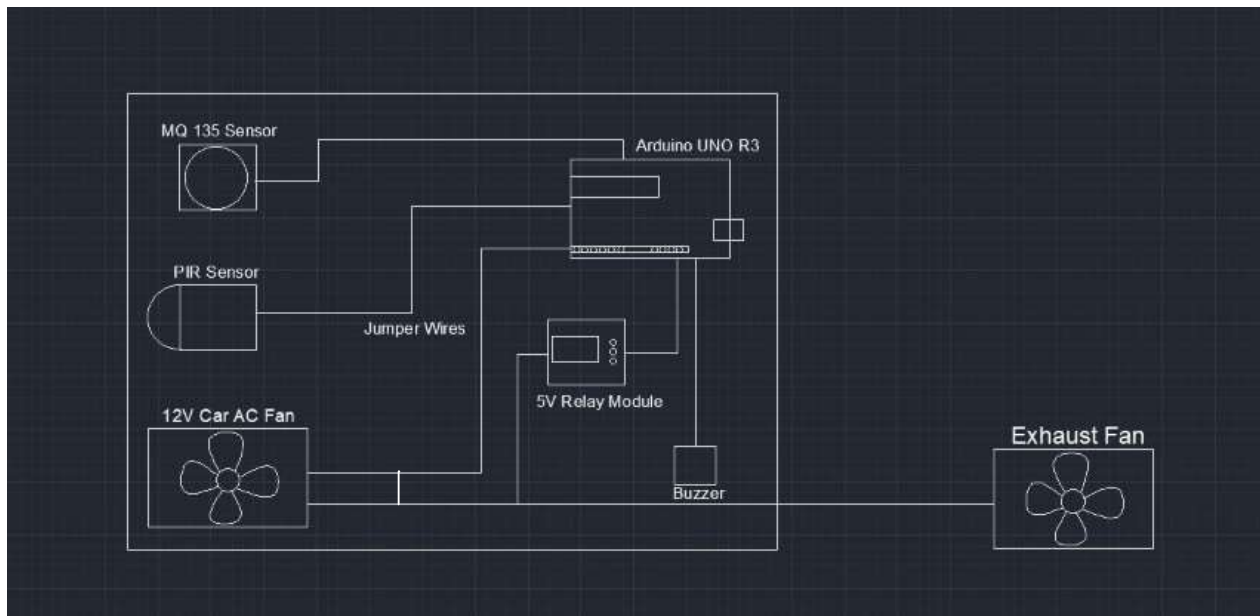 MQ 135 Sensor
Arduino UNO R3
PIR Sensor
Jumper Wires
5V Relay Module
12V Car AC Fan
Exhaust Fan
Buzzer